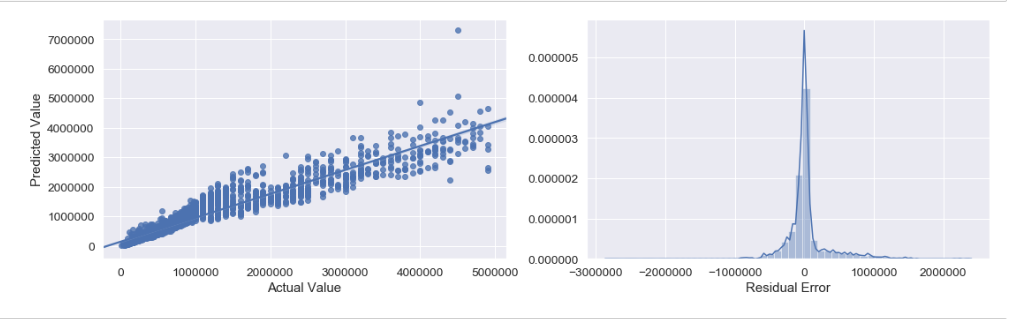 7000000
6000000
5000000
4000000
3000000
2000000
1000000
0
Predicted Value
0 1000000 2000000 3000000 4000000 5000000
Actual Value
0.000005
0.000004
0.000003
0.000002
0.000001
0.000000
−3000000 −2000000 −1000000 0 1000000 2000000
Residual Error